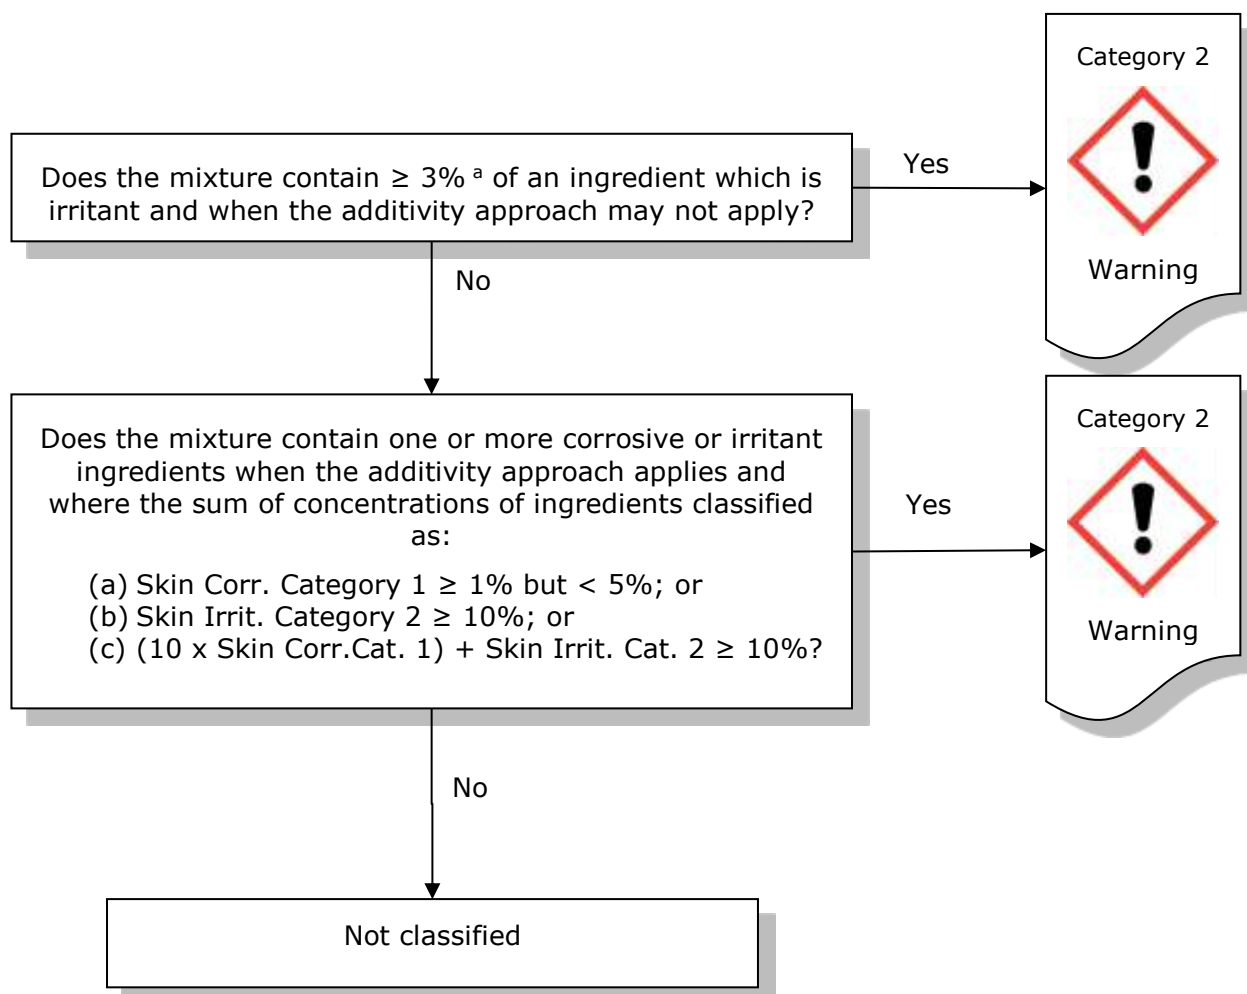 Category 2
Warning
Does the mixture contain ≥ 3% ª of an ingredient which is
irritant and when the additivity approach may not apply?
Yes
No
Does the mixture contain one or more corrosive or irritant
ingredients when the additivity approach applies and
where the sum of concentrations of ingredients classified
as:
(a) Skin Corr. Category 1 ≥ 1% but < 5%; or
(b) Skin Irrit. Category 2 ≥ 10%; or
(c) (10 x Skin Corr.Cat. 1) + Skin Irrit. Cat. 2 ≥ 10%?
Yes
Category 2
Warning
No
Not classified